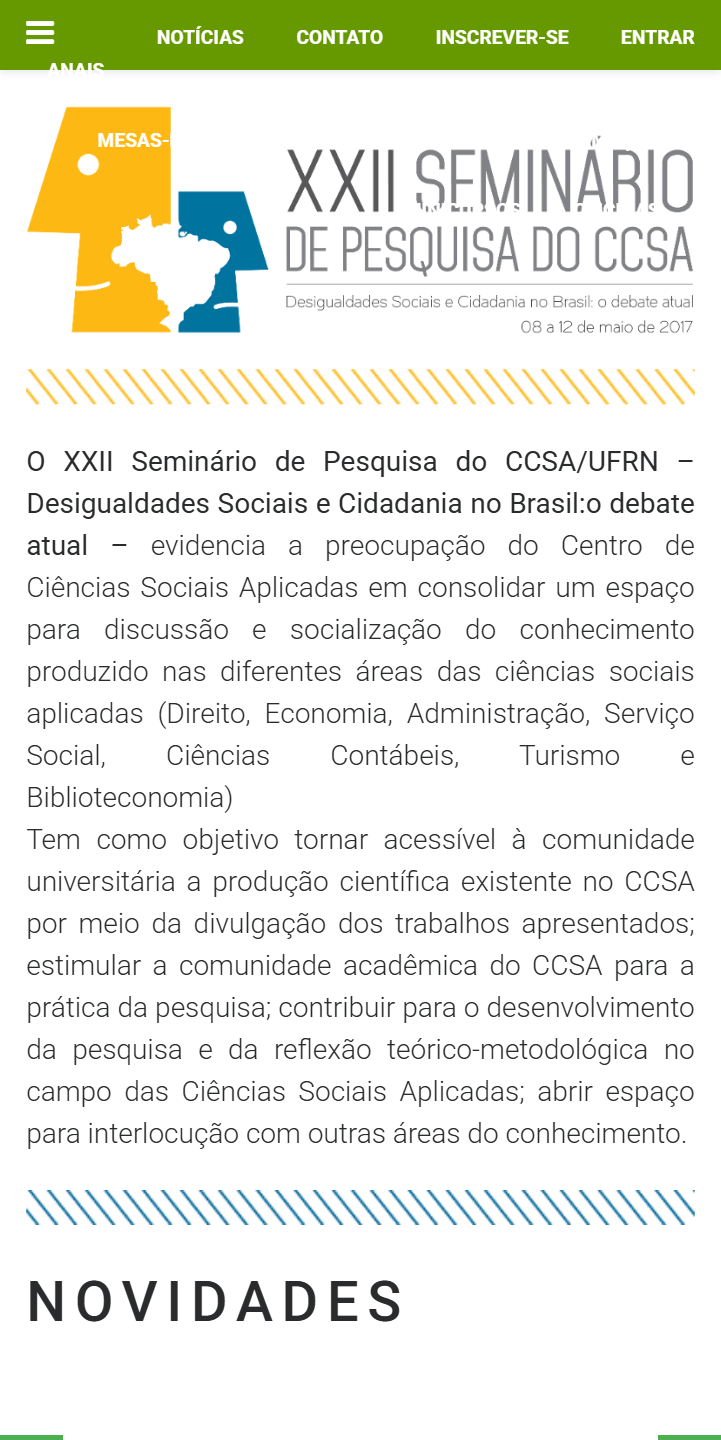 NOTÍCIAS CONTATO INSCREVER-SE ENTRAR
ANAIS
XXII SEMINÁRIO
DE PESQUISA DO CCSA
Desigualdades Sociais e Cidadania no Brasil: o debate atual
08 a 12 de maio de 2017
O XXII Seminário de Pesquisa do CCSA/UFRN –
Desigualdades Sociais e Cidadania no Brasil:o debate
atual – evidencia a preocupação do Centro de
Ciências Sociais Aplicadas em consolidar um espaço
para discussão e socialização do conhecimento
produzido nas diferentes áreas das ciências sociais
aplicadas (Direito, Economia, Administração, Serviço
Social, Ciências Contábeis, Turismo e
Biblioteconomia)
Tem como objetivo tornar acessível à comunidade
universitária a produção científica existente no CCSA
por meio da divulgação dos trabalhos apresentados;
estimular a comunidade acadêmica do CCSA para a
prática da pesquisa; contribuir para o desenvolvimento
da pesquisa e da reflexão teórico-metodológica no
campo das Ciências Sociais Aplicadas; abrir espaço
para interlocução com outras áreas do conhecimento.
NOVIDADES